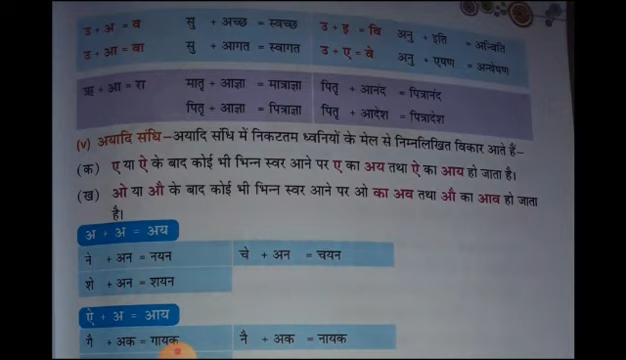 उ + अ = व सु + अच्छ = स्वच्छ उ + इ = वि अनु + इति = अन्विति
उ + आ = वा सु + आगत = स्वागत उ + ए = वे अनु + एषण = अन्वेषण
ऋ + आ = रा मातृ + आज्ञा = मात्राज्ञा पितृ + आनंद = पित्रानंद
पितृ + आज्ञा = पित्राज्ञा पितृ + आदेश = पित्रादेश
(v) अयादि संधि – अयादि संधि में निकटतम ध्वनियों के मेल से निम्नलिखित विकार आते हैं–
(क) ए या ऐ के बाद कोई भी भिन्न स्वर आने पर ए का अय तथा ऐ का आय हो जाता है।
(ख) ओ या औ के बाद कोई भी भिन्न स्वर आने पर ओ का अव तथा औ का आव हो जाता
है।
अ + अ = अय
ने + अन = नयन चे + अन = चयन
शे + अन = शयन
ऐ + अ = आय
गै + अक = गायक नै + अक = नायक